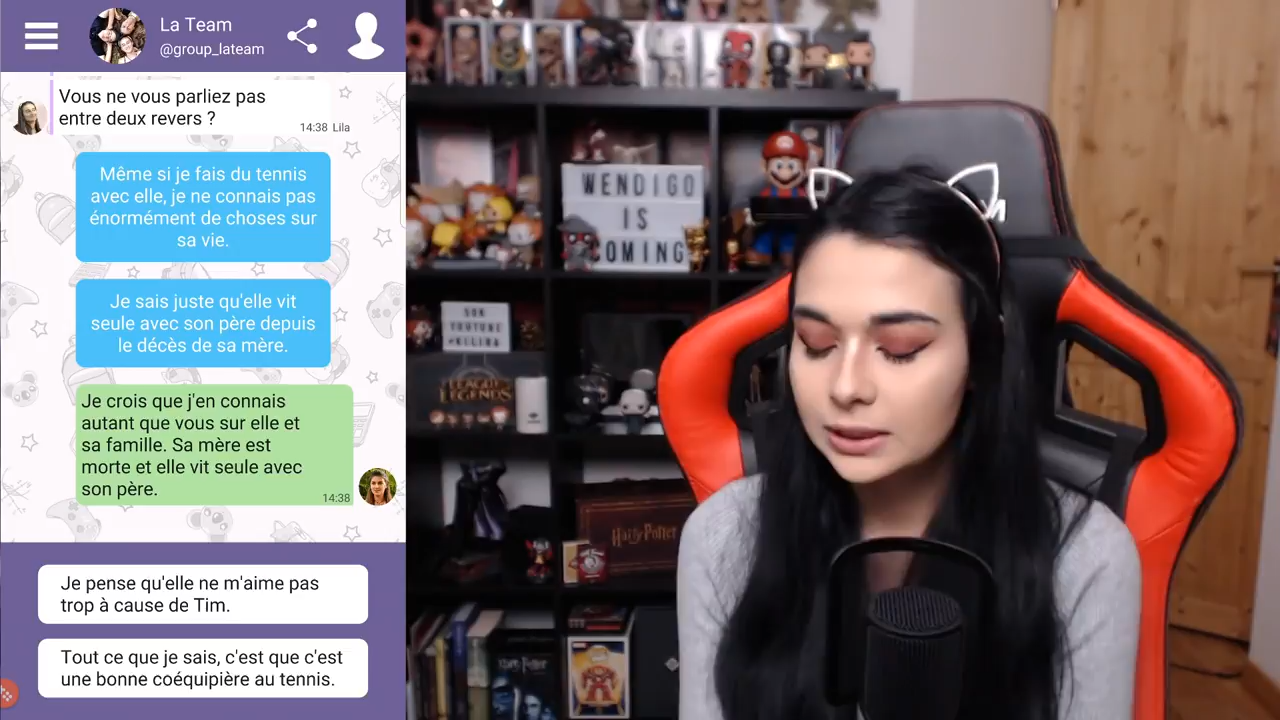 La Team
@group_lateam
Vous ne vous parliez pas
entre deux revers ?
14:38 Lila
Même si je fais du tennis
avec elle, je ne connais pas
énormément de choses sur
sa vie.
Je sais juste qu'elle vit
seule avec son père depuis
le décès de sa mère.
Je crois que j'en connais
autant que vous sur elle et
sa famille. Sa mère est
morte et elle vit seule avec
son père.
14:38
Je pense qu'elle ne m'aime pas
trop à cause de Tim.
Tout ce que je sais, c'est que c'est
une bonne coéquipière au tennis.
WENDIGO
IS
COMING
SON
YOUTUBE
LEAGUE OF
LEGENDS
Harry Potter